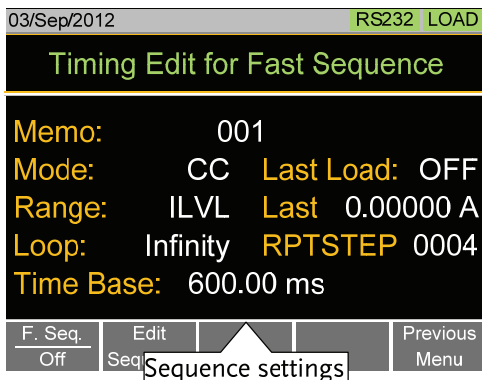 03/Sep/2012 RS232 LOAD
Timing Edit for Fast Sequence
Memo: 001
Mode: CC Last Load: OFF
Range: ILVL Last 0.00000 A
Loop: Infinity RPTSTEP 0004
Time Base: 600.00 ms
F. Seq. Edit Previous
Off Menu
Sequence settings